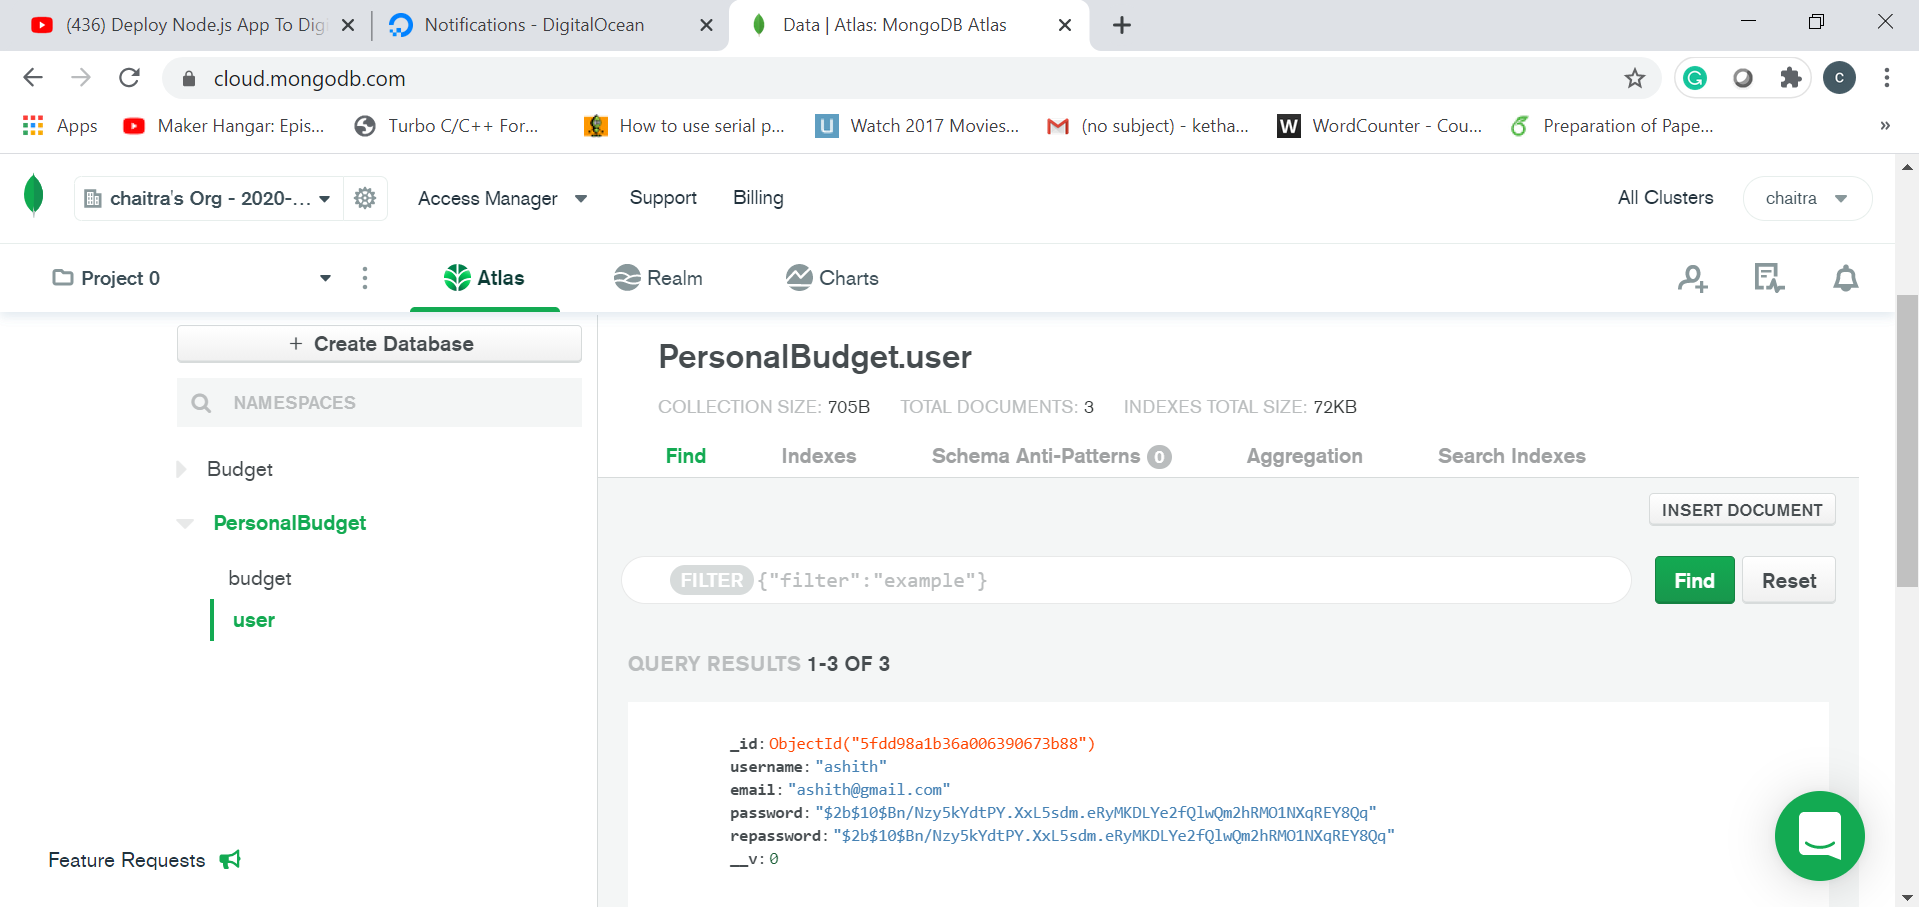 (436) Deploy Node.js App To Dig
Notifications - DigitalOcean
Data | Atlas: MongoDB Atlas
cloud.mongodb.com
G
c
Apps
Maker Hangar: Epis...
Turbo C/C++ For...
How to use serial p...
U
Watch 2017 Movies...
(no subject) - ketha...
W
WordCounter - Cou...
Preparation of Pape...
»
chaitra's Org - 2020-...
Access Manager
Support
Billing
All Clusters
chaitra
Project 0
Atlas
Realm
Charts
+ Create Database
NAMESPACES
Budget
PersonalBudget
budget
user
Feature Requests
PersonalBudget.user
COLLECTION SIZE: 705B TOTAL DOCUMENTS: 3 INDEXES TOTAL SIZE: 72KB
Find
Indexes
Schema Anti-Patterns 0
Aggregation
Search Indexes
INSERT DOCUMENT
FILTER {"filter":"example"}
Find
Reset
QUERY RESULTS 1-3 OF 3
_id: ObjectId("5fdd98a1b36a006390673b88")
username: "ashith"
email: "ashith@gmail.com"
password: "$2b$10$Bn/Nzy5kYdtPY.XxL5sdm.eRyMKDLYe2fQlwQm2hRMO1NXqREY8Qq"
repassword: "$2b$10$Bn/Nzy5kYdtPY.XxL5sdm.eRyMKDLYe2fQlwQm2hRMO1NXqREY8Qq"
__v: 0